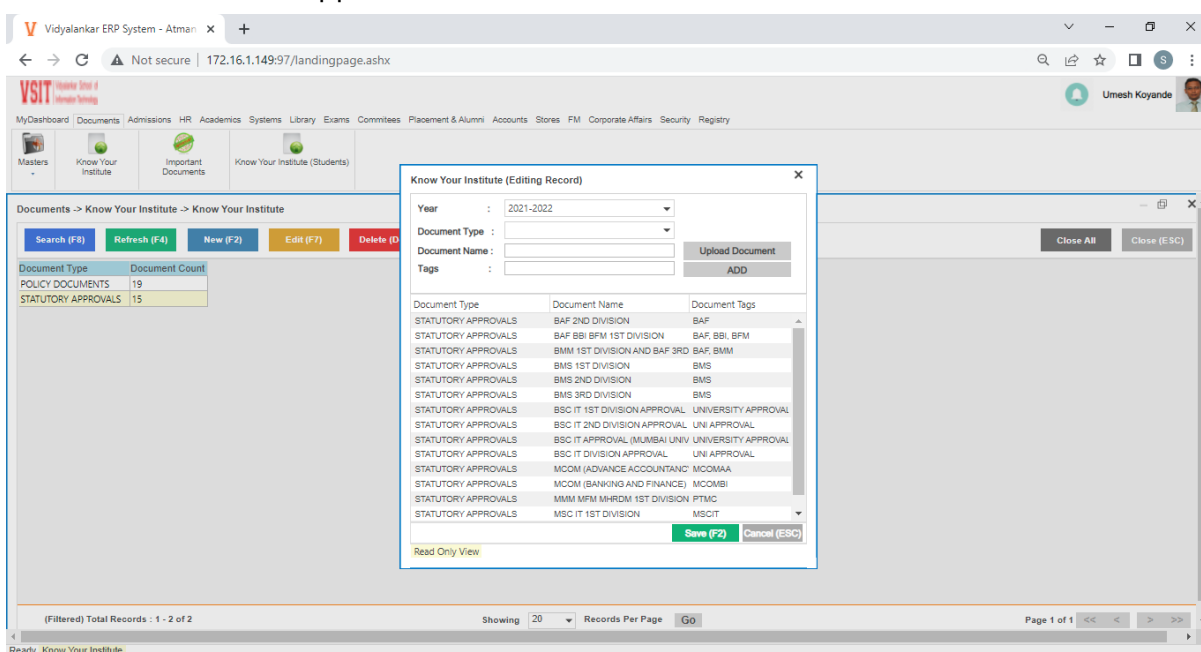 Vidyalankar ERP System - Atman
Not secure | 172.16.1.149:97/landingpage.ashx
S
VSIT Vidyalankar School of
Information Technology
Umesh Koyande
MyDashboard Documents Admissions HR Academics Systems Library Exams Commitees Placement & Alumni Accounts Stores FM Corporate Affairs Security Registry
Masters
Know Your
Institute
Important
Documents
Know Your Institute (Students)
Documents -> Know Your Institute -> Know Your Institute
Search (F8) Refresh (F4) New (F2) Edit (F7) Delete (D
Close All Close (ESC)
Document Type Document Count
POLICY DOCUMENTS 19
STATUTORY APPROVALS 15
Know Your Institute (Editing Record)
Year : 2021-2022
Document Type :
Document Name : Upload Document
Tags : ADD
Document Type Document Name Document Tags
STATUTORY APPROVALS BAF 2ND DIVISION BAF
STATUTORY APPROVALS BAF BBI BFM 1ST DIVISION BAF, BBI, BFM
STATUTORY APPROVALS BMM 1ST DIVISION AND BAF 3RD BAF, BMM
STATUTORY APPROVALS BMS 1ST DIVISION BMS
STATUTORY APPROVALS BMS 2ND DIVISION BMS
STATUTORY APPROVALS BMS 3RD DIVISION BMS
STATUTORY APPROVALS BSC IT 1ST DIVISION APPROVAL UNIVERSITY APPROVAL
STATUTORY APPROVALS BSC IT 2ND DIVISION APPROVAL UNI APPROVAL
STATUTORY APPROVALS BSC IT APPROVAL (MUMBAI UNIV UNIVERSITY APPROVAL
STATUTORY APPROVALS BSC IT DIVISION APPROVAL UNI APPROVAL
STATUTORY APPROVALS MCOM (ADVANCE ACCOUNTANC MCOMAA
STATUTORY APPROVALS MCOM (BANKING AND FINANCE) MCOMBI
STATUTORY APPROVALS MMM MFM MHRDM 1ST DIVISION PTMC
STATUTORY APPROVALS MSC IT 1ST DIVISION MSCIT
Save (F2) Cancel (ESC)
Read Only View
(Filtered) Total Records : 1 - 2 of 2 Showing 20 Records Per Page Go Page 1 of 1 << < > >>
Ready Know Your Institute